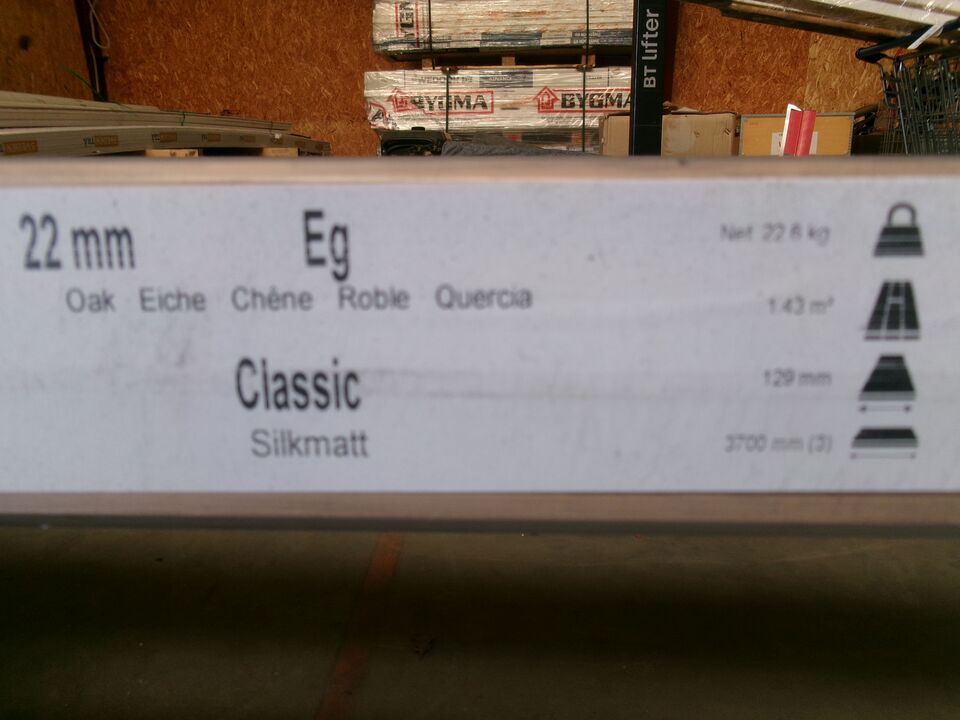 BT lifter
BYGMA BYGMA
22 mm Eg
Oak Eiche Chêne Roble Quercia
Classic
Silkmatt
Net 22.6 kg
1.43 m²
129 mm
3700 mm (3)